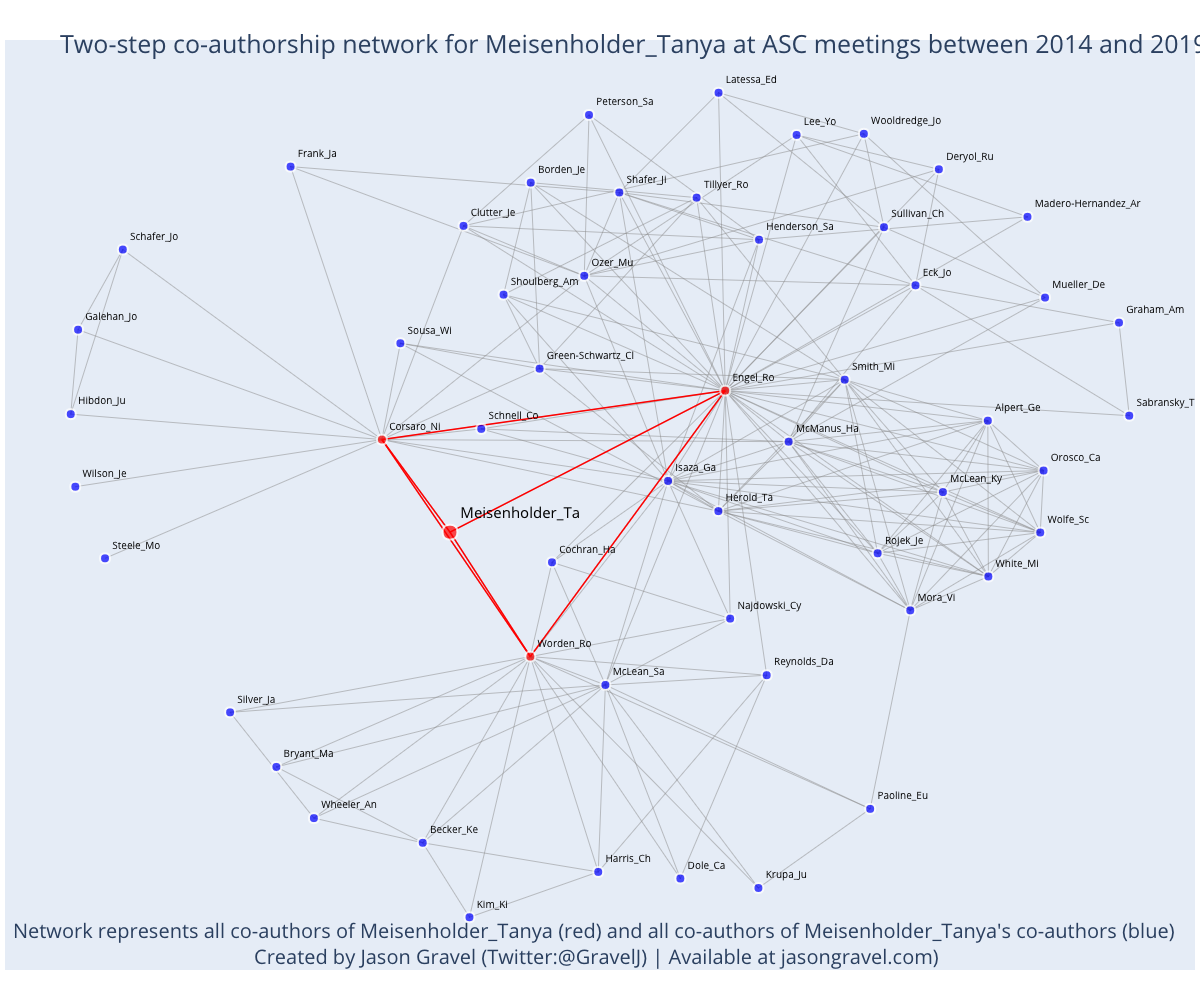 Two-step co-authorship network for Meisenholder_Tanya at ASC meetings between 2014 and 2019
Latessa_Ed
Peterson_Sa
Lee_Yo
Wooldredge_Jo
Frank_Ja
Deryol_Ru
Borden_Je
Shafer_Ji
Tillyer_Ro
Madero-Hernandez_Ar
Clutter_Je
Sullivan_Ch
Henderson_Sa
Schafer_Jo
Ozer_Mu
Eck_Jo
Shoulberg_Am
Mueller_De
Graham_Am
Galehan_Jo
Sousa_Wi
Green-Schwartz_Cl
Smith_Mi
Engel_Ro
Hibdon_Ju
Sabransky_T
Alpert_Ge
Schnell_Co
Corsaro_Ni
McManus_Ha
Orosco_Ca
Isaza_Ga
Wilson_Je
McLean_Ky
Herold_Ta
Meisenholder_Ta
Wolfe_Sc
Rojek_Je
Steele_Mo
Cochran_Ha
White_Mi
Mora_Vi
Najdowski_Cy
Worden_Ro
Reynolds_Da
McLean_Sa
Silver_Ja
Bryant_Ma
Paoline_Eu
Wheeler_An
Becker_Ke
Harris_Ch
Dole_Ca
Krupa_Ju
Kim_Ki
Network represents all co-authors of Meisenholder_Tanya (red) and all co-authors of Meisenholder_Tanya's co-authors (blue)
Created by Jason Gravel (Twitter:@GravelJ) | Available at jasongravel.com)